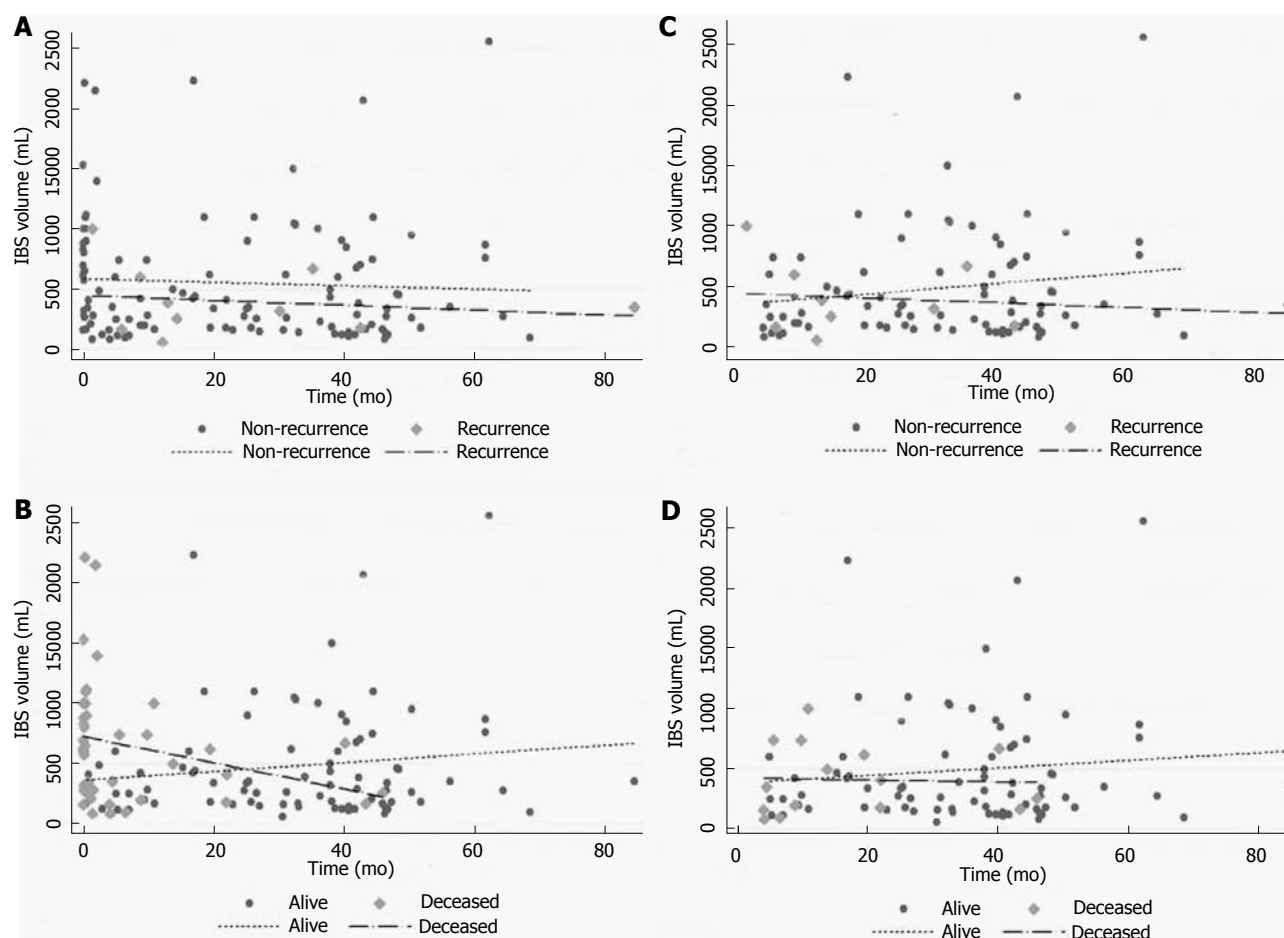 A
IBS volume (mL)
2500
2000
15000
1000
500
0
0 20 40 60 80
Time (mo)
Non-recurrence Recurrence
Non-recurrence Recurrence
C
IBS volume (mL)
2500
2000
15000
1000
500
0
0 20 40 60 80
Time (mo)
Non-recurrence Recurrence
Non-recurrence Recurrence
B
IBS volume (mL)
2500
2000
15000
1000
500
0
0 20 40 60 80
Time (mo)
Alive Deceased
Alive Deceased
D
IBS volume (mL)
2500
2000
15000
1000
500
0
0 20 40 60 80
Time (mo)
Alive Deceased
Alive Deceased